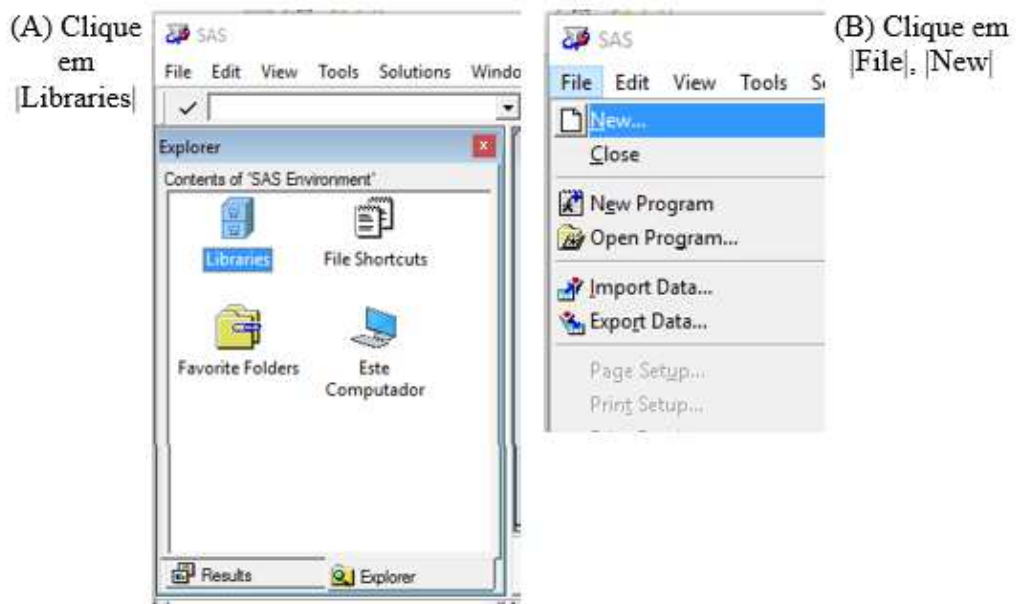 (A) Clique
em
|Libraries|
SAS
File Edit View Tools Solutions Windo
Explorer
Contents of 'SAS Environment'
Libraries
File Shortcuts
Favorite Folders
Este
Computador
Results
Explorer
SAS
File Edit View Tools S
New...
Close
New Program
Open Program...
Import Data...
Export Data...
Page Setup...
Print Setup...
(B) Clique em
|File|, |New|